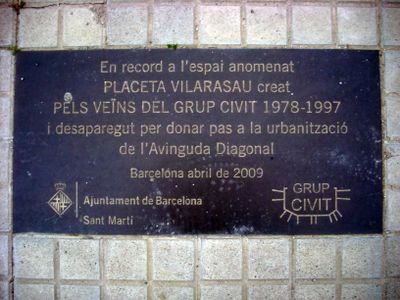 En record a l'espai anomenat
PLACETA VILARASAU creat
PELS VEÏNS DEL GRUP CIVIT 1978-1997
i desaparegut per donar pas a la urbanització
de l'Avinguda Diagonal
Barcelona abril de 2009
Ajuntament de Barcelona
Sant Martí
GRUP
CIVIT